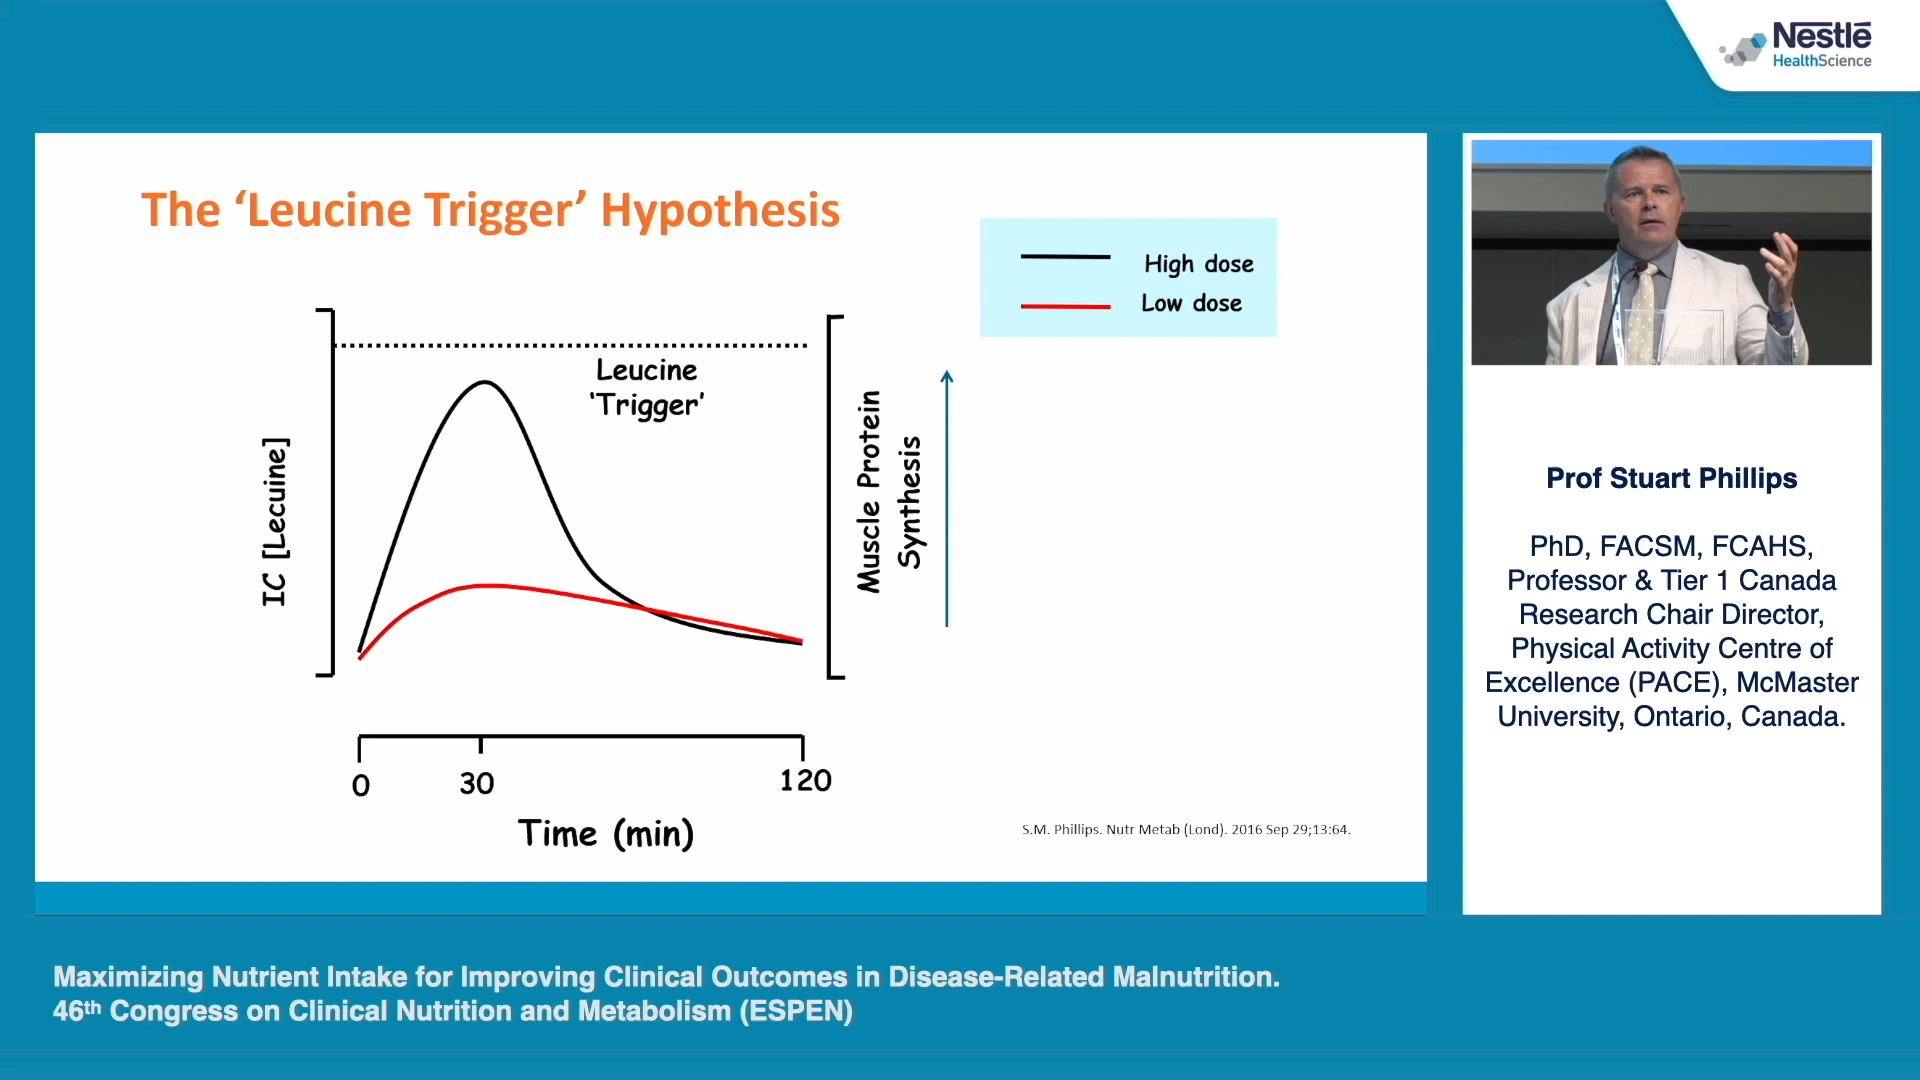 Nestlé
HealthScience
The ‘Leucine Trigger’ Hypothesis
High dose
Low dose
Leucine
‘Trigger’
IC [Lecuine]
Muscle Protein
Synthesis
0
30
120
Time (min)
S.M. Phillips. Nutr Metab (Lond). 2016 Sep 29;13:64.
Prof Stuart Phillips
PhD, FACSM, FCAHS,
Professor & Tier 1 Canada
Research Chair Director,
Physical Activity Centre of
Excellence (PACE), McMaster
University, Ontario, Canada.
Maximizing Nutrient Intake for Improving Clinical Outcomes in Disease-Related Malnutrition.
46th Congress on Clinical Nutrition and Metabolism (ESPEN)